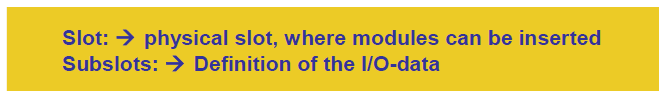 Slot: → physical slot, where modules can be inserted
Subslots: → Definition of the I/O-data